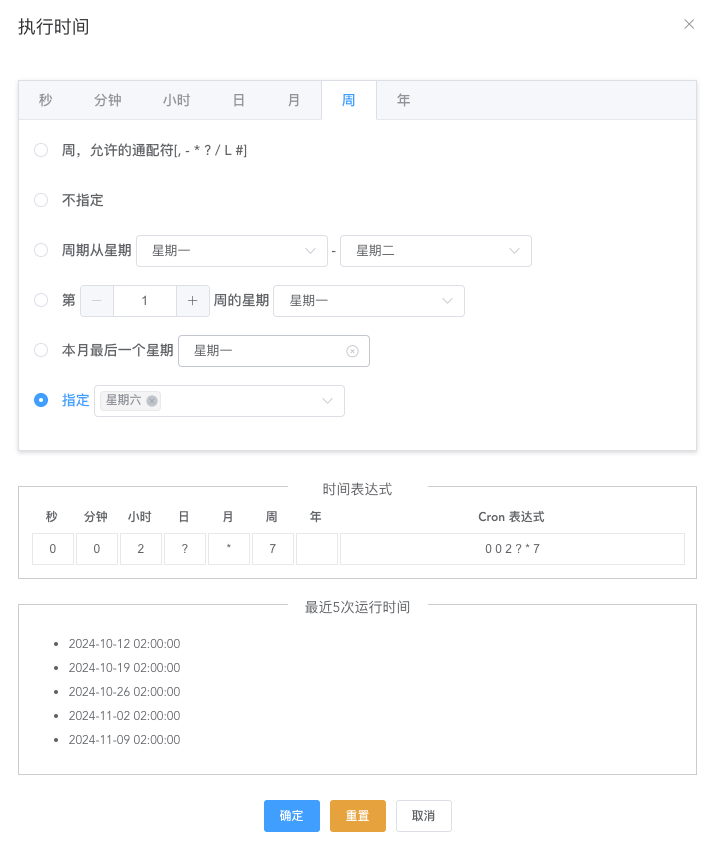 执行时间
秒 分钟 小时 日 月 周 年
周，允许的通配符[, - * ? / L #]
不指定
周期从星期 星期一 - 星期二
第 − 1 + 周的星期 星期一
本月最后一个星期 星期一
指定 星期六
时间表达式
秒 分钟 小时 日 月 周 年 Cron 表达式
0 0 2 ? * 7 0 0 2 ? * 7
最近5次运行时间
2024-10-12 02:00:00
2024-10-19 02:00:00
2024-10-26 02:00:00
2024-11-02 02:00:00
2024-11-09 02:00:00
确定 重置 取消